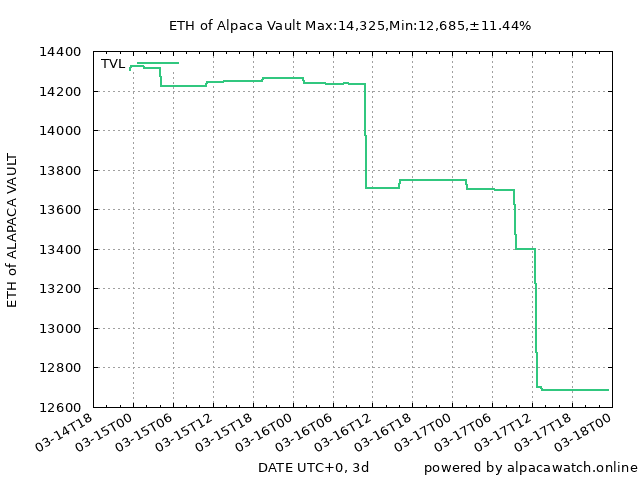 ETH of Alpaca Vault Max:14,325,Min:12,685,±11.44%
TVL
14400
14200
14000
13800
13600
13400
13200
13000
12800
12600
ETH of ALAPACA VAULT
03-14T18
03-15T00
03-15T06
03-15T12
03-15T18
03-16T00
03-16T06
03-16T12
03-16T18
03-17T00
03-17T06
03-17T12
03-17T18
03-18T00
DATE UTC+0, 3d
powered by alpacawatch.online